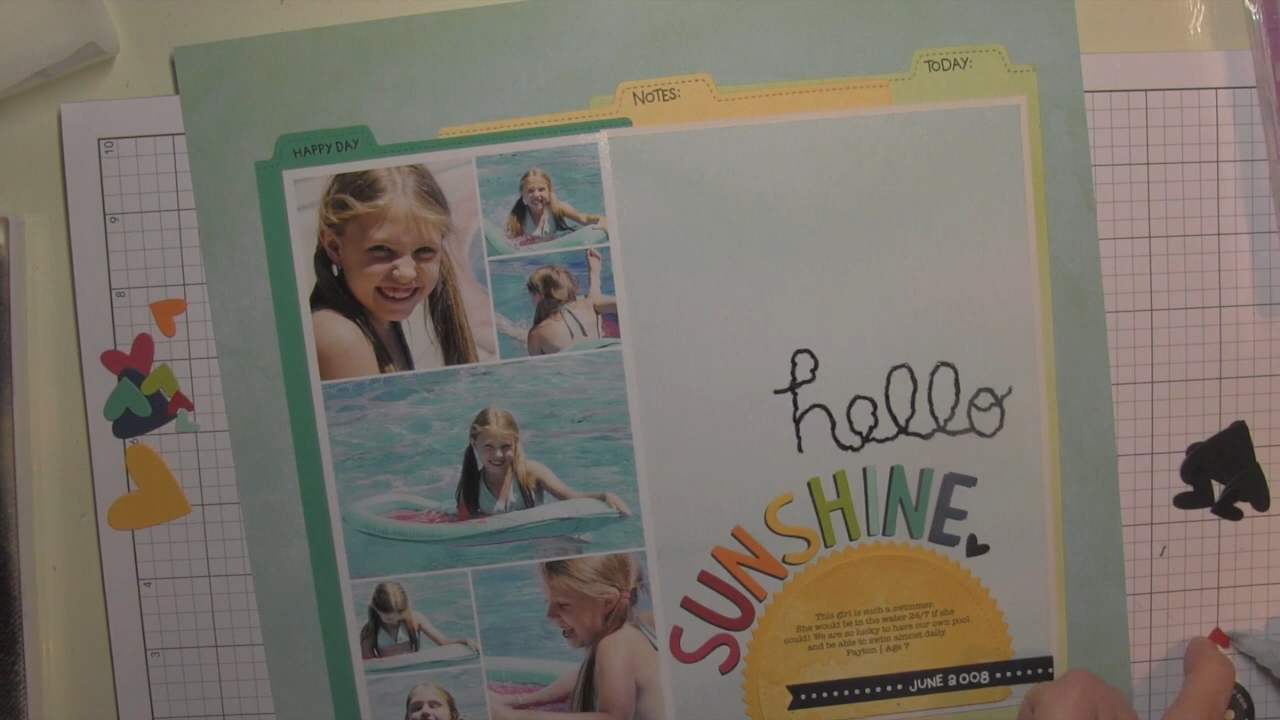 TODAY:
NOTES:
HAPPY DAY
hello
SUNSHINE
This girl is such a swimmer.
She would be in the water 24/7 if she
could! We are so lucky to have our own pool
and be able to swim almost daily.
Payton | Age 7
JUNE 2008
10
9
8
4
3